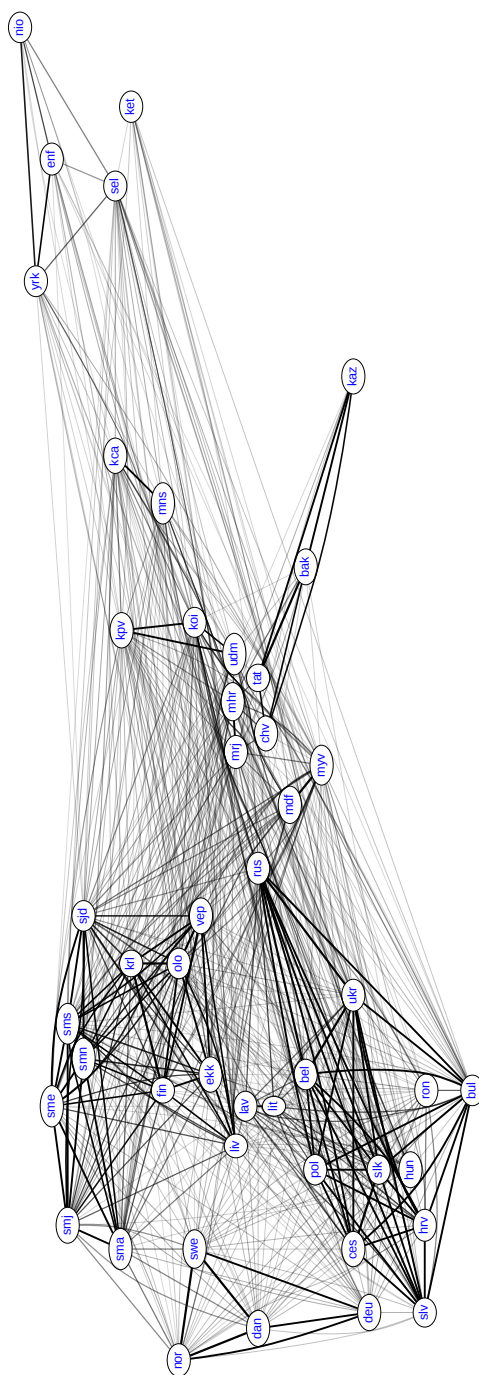 nio
ket
enf
sel
yrk
kaz
kca
mns
bak
koi
kpv
udm
tat
mhr
chv
mrj
myv
mdf
rus
sjd
vep
krl
olo
ukr
sms
smn
ekk
bel
fin
ron
bul
sme
lav
lit
liv
pol
slk
hun
smj
hrv
sma
swe
ces
deu
slv
dan
nor